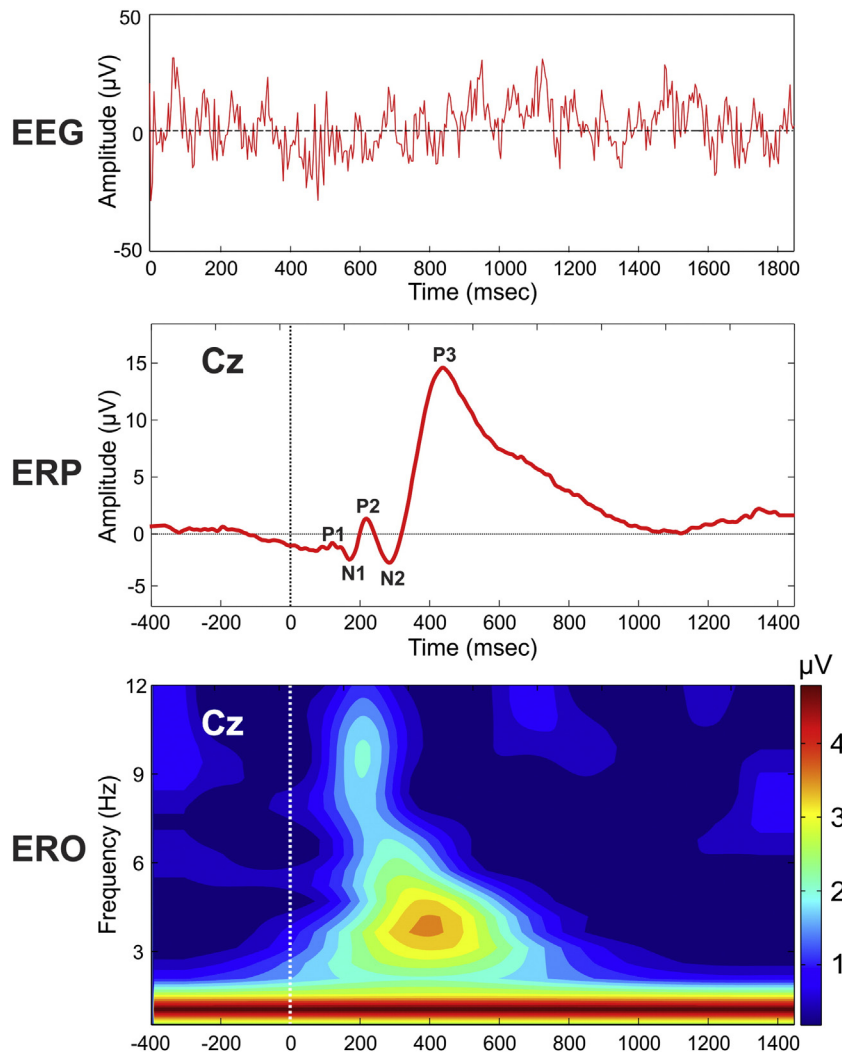 EEG
Amplitude (µV)
50
0
-50
0 200 400 600 800 1000 1200 1400 1600 1800
Time (msec)
ERP
Amplitude (µV)
Cz
15
10
5
0
-5
P1
N1
P2
N2
P3
-400 -200 0 200 400 600 800 1000 1200 1400
Time (msec)
ERO
Frequency (Hz)
Cz
12
9
6
3
-400 -200 0 200 400 600 800 1000 1200 1400
µV
4
3
2
1